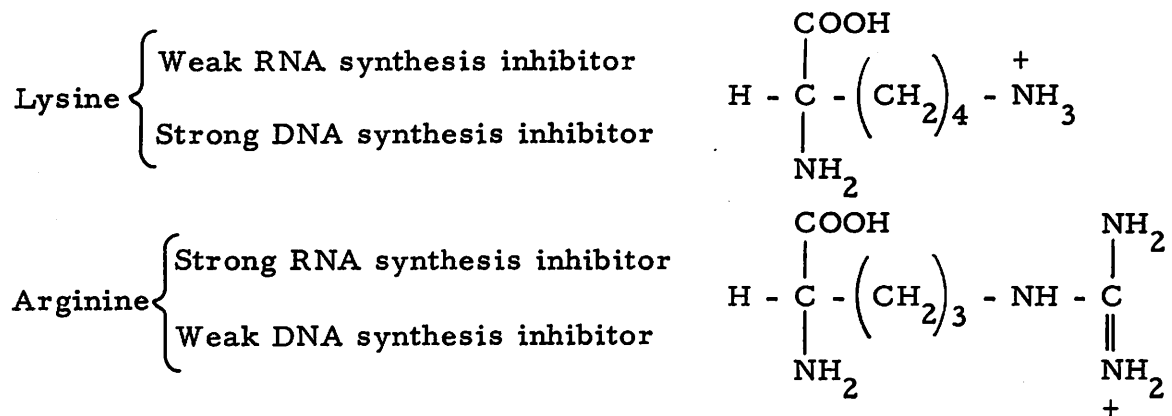 COOH
Weak RNA synthesis inhibitor +
Lysine H - C - (CH2)4 - NH3
Strong DNA synthesis inhibitor
NH2
COOH NH2
Strong RNA synthesis inhibitor
Arginine H - C - (CH2)3 - NH - C
Weak DNA synthesis inhibitor
NH2 NH2
+